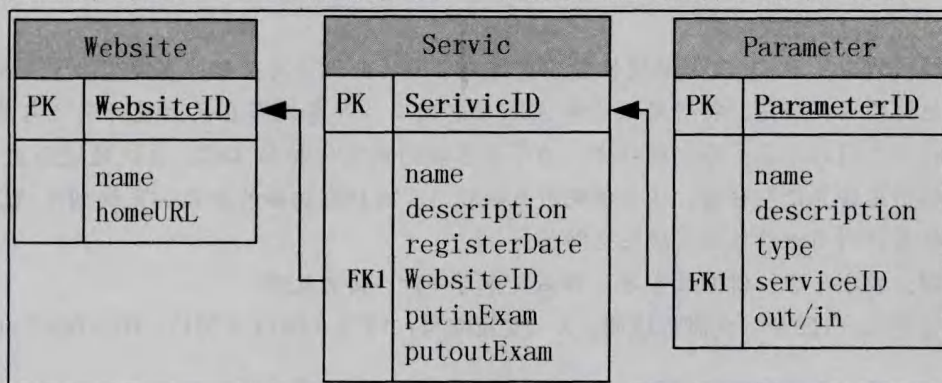 Website
PK WebsiteID
name
homeURL
Servic
PK SerivicID
name
description
registerDate
FK1 WebsiteID
putinExam
putoutExam
Parameter
PK ParameterID
name
description
type
FK1 serviceID
out/in